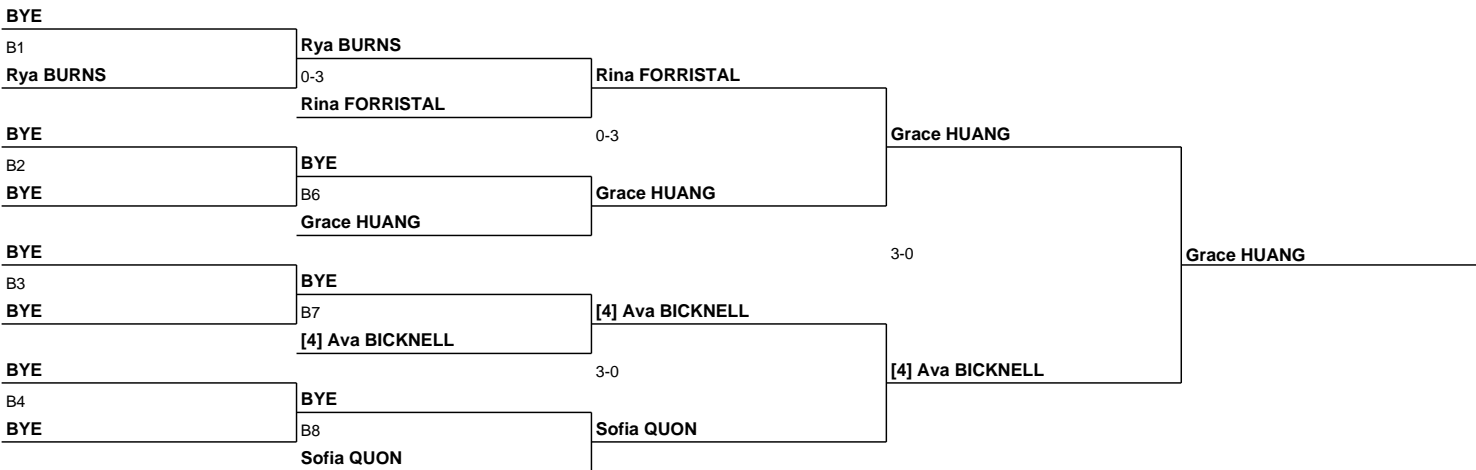 BYE
B1
Rya BURNS
Rya BURNS
0-3
Rina FORRISTAL
Rina FORRISTAL
BYE
0-3
Grace HUANG
B2
BYE
BYE
B6
Grace HUANG
Grace HUANG
BYE
3-0
Grace HUANG
B3
BYE
BYE
B7
[4] Ava BICKNELL
[4] Ava BICKNELL
BYE
3-0
[4] Ava BICKNELL
B4
BYE
BYE
B8
Sofia QUON
Sofia QUON